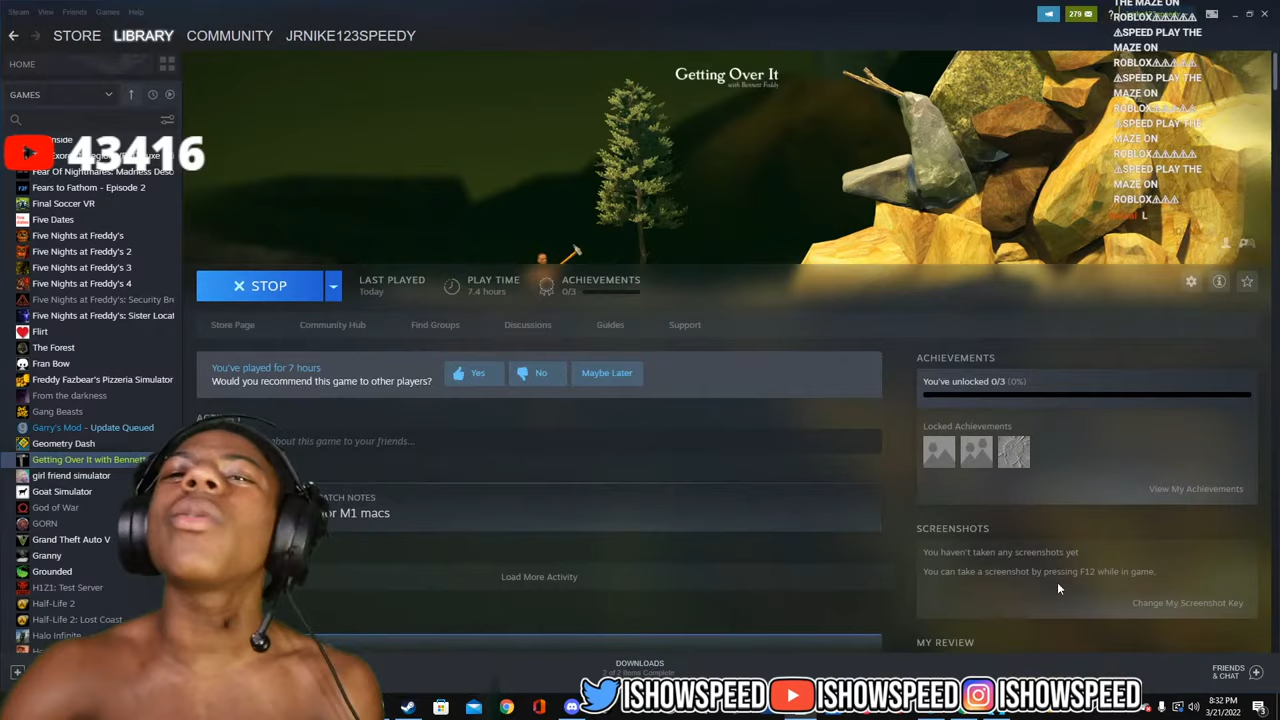 Steam View Friends Games Help
279
?
THE MAZE ON
ROBLOX⚠⚠⚠⚠⚠
⚠SPEED PLAY THE
MAZE ON
ROBLOX⚠⚠⚠⚠⚠
⚠SPEED PLAY THE
MAZE ON
ROBLOX⚠⚠⚠⚠⚠
⚠SPEED PLAY THE
MAZE ON
ROBLOX⚠⚠⚠⚠⚠
⚠SPEED PLAY THE
MAZE ON
ROBLOX⚠⚠⚠
L
STORE LIBRARY COMMUNITY JRNIKE123SPEEDY
HOME
GAMES
43416
Fear Of Nightmares: Madness Desc
Fears to Fathom - Episode 2
Final Soccer VR
Five Dates
Five Nights at Freddy's
Five Nights at Freddy's 2
Five Nights at Freddy's 3
Five Nights at Freddy's 4
Five Nights at Freddy's: Security Bre
Five Nights at Freddy's: Sister Locat
Flirt
The Forest
Fran Bow
Freddy Fazbear's Pizzeria Simulator
From the darkness
Gang Beasts
Garry's Mod - Update Queued
Geometry Dash
Getting Over It with Bennett
girl friend simulator
Goat Simulator
God of War
GORN
Grand Theft Auto V
Granny
Grounded
H1Z1: Test Server
Half-Life 2
Half-Life 2: Lost Coast
Halo Infinite
Getting Over It
with Bennett Foddy
STOP
LAST PLAYED
Today
PLAY TIME
7.4 hours
ACHIEVEMENTS
0/3
Store Page Community Hub Find Groups Discussions Guides Support
You've played for 7 hours
Would you recommend this game to other players?
Yes No Maybe Later
about this game to your friends...
PATCH NOTES
M1 macs
Load More Activity
ACHIEVEMENTS
You've unlocked 0/3 (0%)
Locked Achievements
View My Achievements
SCREENSHOTS
You haven't taken any screenshots yet
You can take a screenshot by pressing F12 while in game.
Change My Screenshot Key
MY REVIEW
DOWNLOADS
2 of 2 Items Complete
FRIENDS
& CHAT
ISHOWSPEED ISHOWSPEED ISHOWSPEED
8:32 PM
3/21/2022